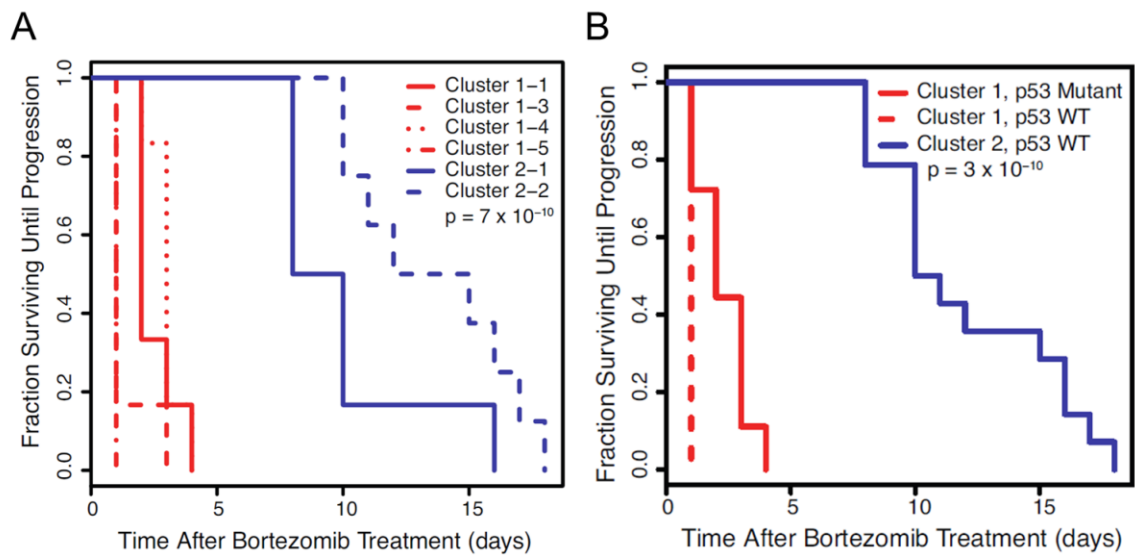 A
Fraction Surviving Until Progression
1.0
0.8
0.6
0.4
0.2
0.0
Cluster 1–1
Cluster 1–3
Cluster 1–4
Cluster 1–5
Cluster 2–1
Cluster 2–2
p = 7 x 10⁻¹⁰
0 5 10 15
Time After Bortezomib Treatment (days)
B
Fraction Surviving Until Progression
1.0
0.8
0.6
0.4
0.2
0.0
Cluster 1, p53 Mutant
Cluster 1, p53 WT
Cluster 2, p53 WT
p = 3 x 10⁻¹⁰
0 5 10 15
Time After Bortezomib Treatment (days)